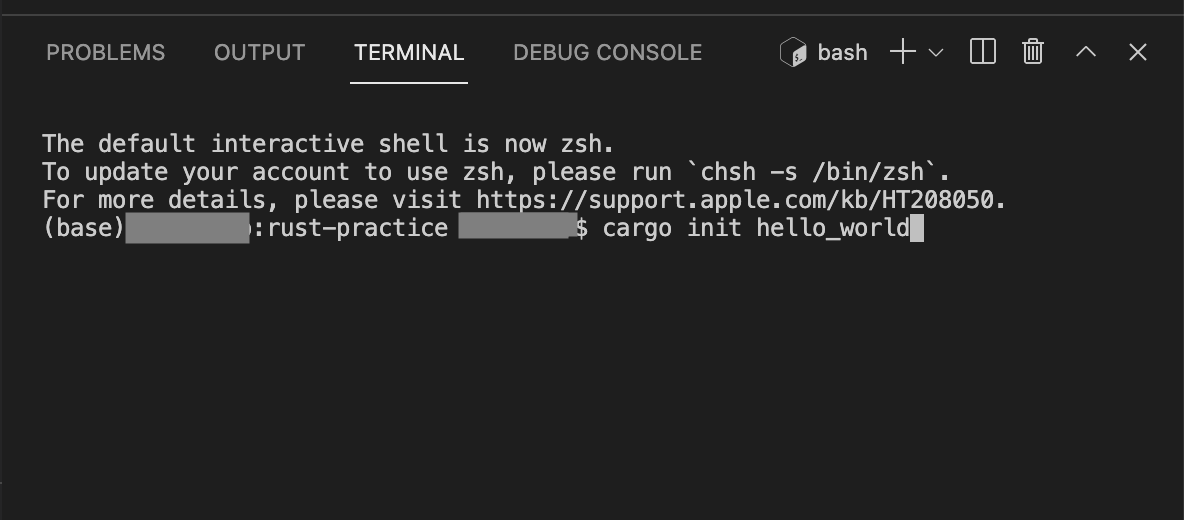 PROBLEMS OUTPUT TERMINAL DEBUG CONSOLE bash
The default interactive shell is now zsh.
To update your account to use zsh, please run `chsh -s /bin/zsh`.
For more details, please visit https://support.apple.com/kb/HT208050.
(base) :rust-practice $ cargo init hello_world